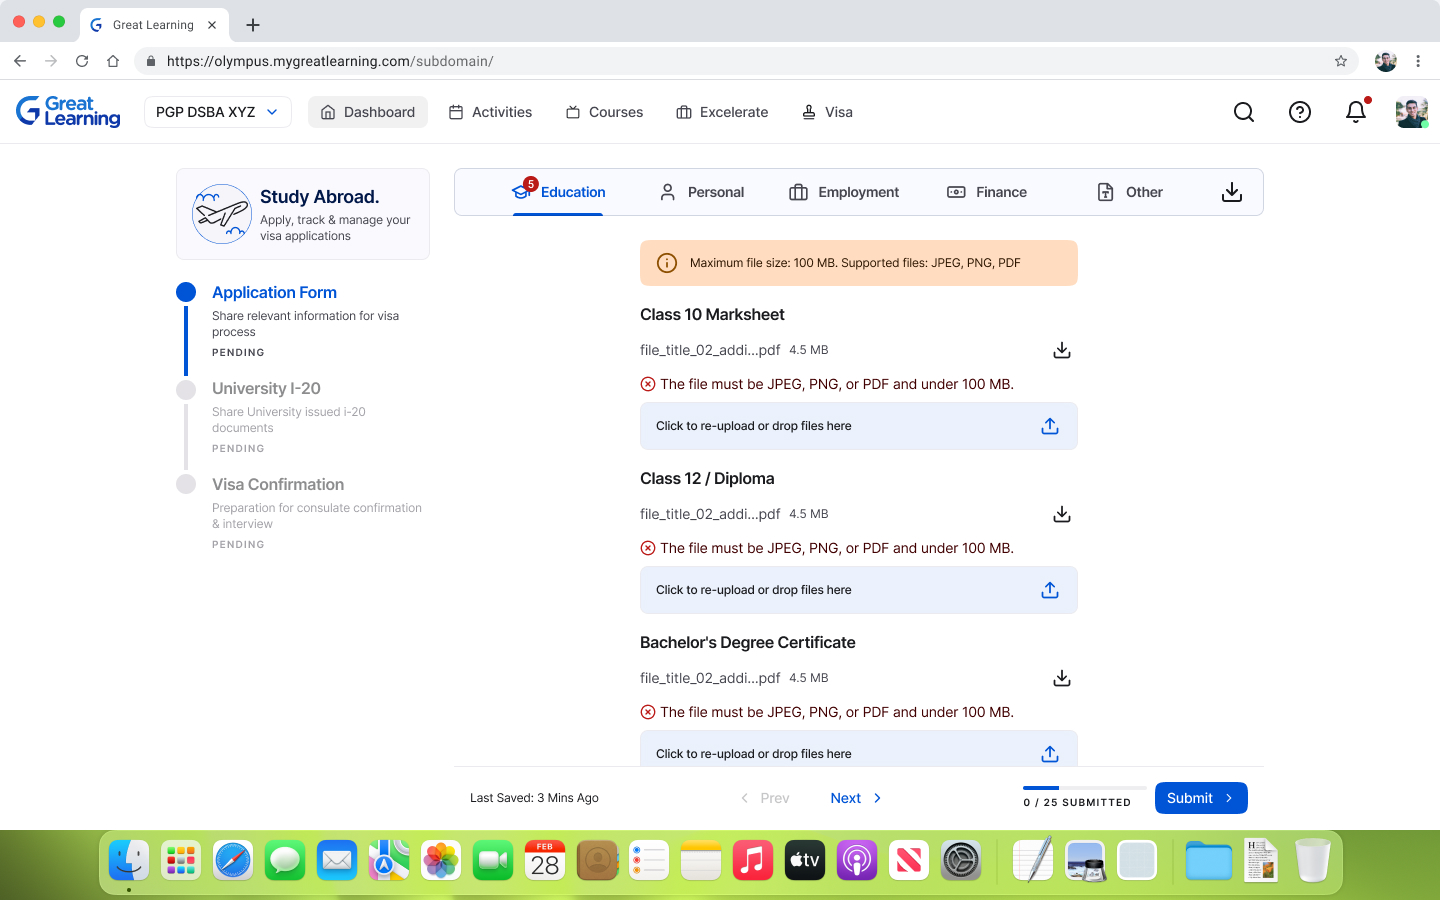 Great Learning
https://olympus.mygreatlearning.com/subdomain/
Great
Learning
PGP DSBA XYZ
Dashboard
Activities
Courses
Excelerate
Visa
Study Abroad.
Apply, track & manage your
visa applications
Application Form
Share relevant information for visa
process
PENDING
University I-20
Share University issued i-20
documents
PENDING
Visa Confirmation
Preparation for consulate confirmation
& interview
PENDING
5
Education
Personal
Employment
Finance
Other
Maximum file size: 100 MB. Supported files: JPEG, PNG, PDF
Class 10 Marksheet
file_title_02_addi...pdf 4.5 MB
The file must be JPEG, PNG, or PDF and under 100 MB.
Click to re-upload or drop files here
Class 12 / Diploma
file_title_02_addi...pdf 4.5 MB
The file must be JPEG, PNG, or PDF and under 100 MB.
Click to re-upload or drop files here
Bachelor's Degree Certificate
file_title_02_addi...pdf 4.5 MB
The file must be JPEG, PNG, or PDF and under 100 MB.
Click to re-upload or drop files here
Last Saved: 3 Mins Ago
Prev
Next
0 / 25 SUBMITTED
Submit
FEB
28
tv